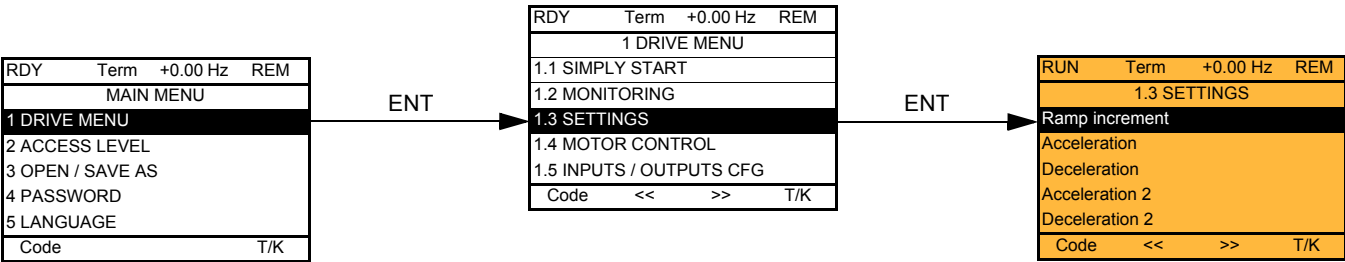 RDY Term +0.00 Hz REM
MAIN MENU
1 DRIVE MENU
2 ACCESS LEVEL
3 OPEN / SAVE AS
4 PASSWORD
5 LANGUAGE
Code T/K
ENT
RDY Term +0.00 Hz REM
1 DRIVE MENU
1.1 SIMPLY START
1.2 MONITORING
1.3 SETTINGS
1.4 MOTOR CONTROL
1.5 INPUTS / OUTPUTS CFG
Code << >> T/K
ENT
RUN Term +0.00 Hz REM
1.3 SETTINGS
Ramp increment
Acceleration
Deceleration
Acceleration 2
Deceleration 2
Code << >> T/K